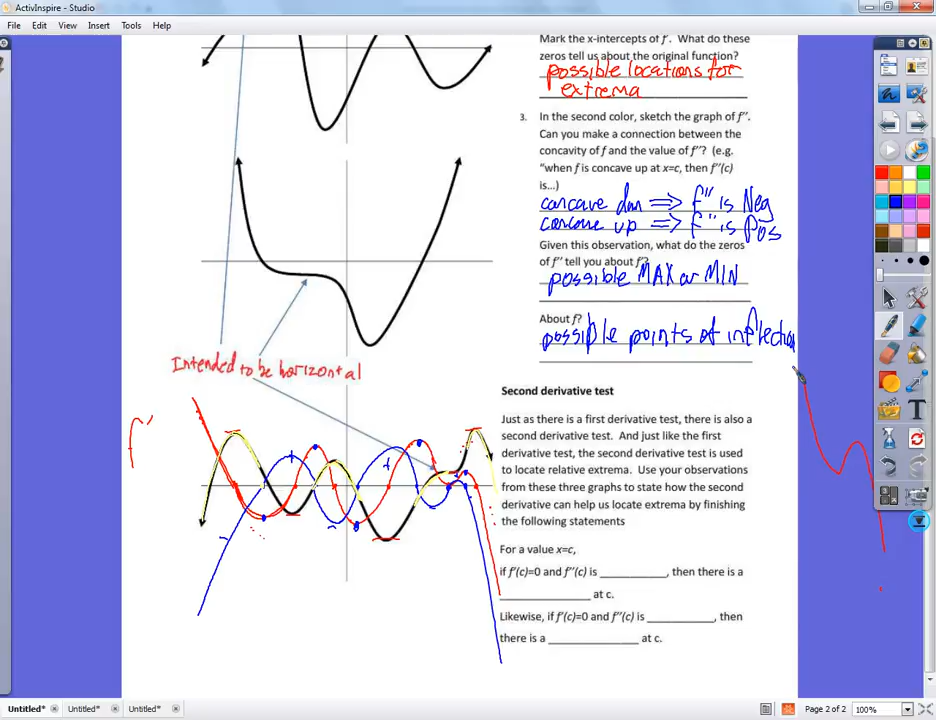 ActivInspire - Studio
File Edit View Insert Tools Help
Mark the x-intercepts of f'. What do these
zeros tell us about the original function?
possible locations for
extrema
3. In the second color, sketch the graph of f''.
Can you make a connection between the
concavity of f and the value of f''? (e.g.
"when f is concave up at x=c, then f''(c)
is...)
concave dwn ⇒ f'' is Neg
concave up ⇒ f'' is Pos
Given this observation, what do the zeros
of f'' tell you about f'?
possible MAX or MIN
About f?
possible points of inflection
Intended to be horizontal
f'
Second derivative test
Just as there is a first derivative test, there is also a
second derivative test. And just like the first
derivative test, the second derivative test is used
to locate relative extrema. Use your observations
from these three graphs to state how the second
derivative can help us locate extrema by finishing
the following statements
For a value x=c,
if f'(c)=0 and f''(c) is ____________, then there is a
________________ at c.
Likewise, if f'(c)=0 and f''(c) is ____________, then
there is a ________________ at c.
Untitled* Untitled* Untitled* Page 2 of 2 100%